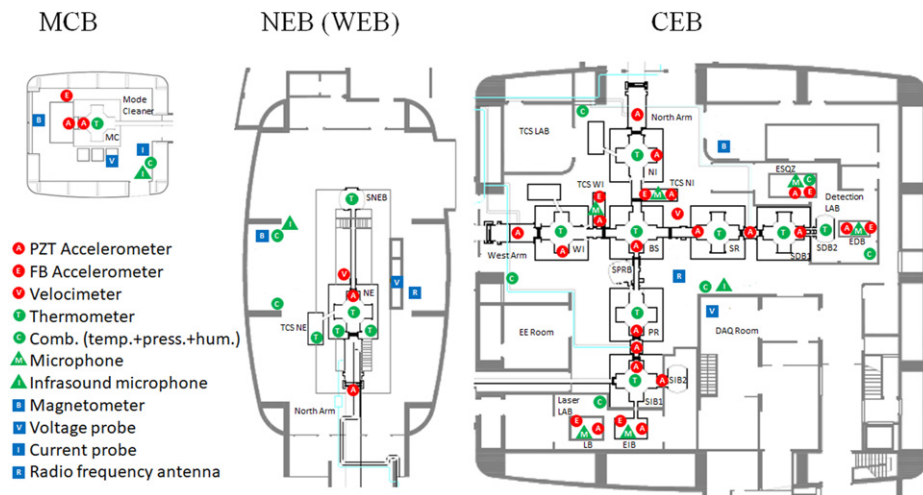 MCB NEB (WEB) CEB
Mode
Cleaner
E
B A A T
MC
V I
C
I
A PZT Accelerometer
E FB Accelerometer
V Velocimeter
T Thermometer
C Comb. (temp.+press.+hum.)
M Microphone
I Infrasound microphone
B Magnetometer
V Voltage probe
I Current probe
R Radio frequency antenna
T SNEB
B C I
V
V
R
A NE
T
C
TCS NE T T T
A
North Arm
C A North Arm
TCS LAB
B
T A
NI
ESQZ
M C
A E
TCS WI TCS NI
E M A
E
M
A
V
Detection
LAB
A T A T A A T A T A M E
West Arm WI A BS SR SDB1 SDB2 EDB
A
C
C
SPRB
R
C I
EE Room
T
PR
V
DAQ Room
A
A
A
T A SIB2
SIB1
Laser
LAB
C
E M A
LB
E M A
EIB